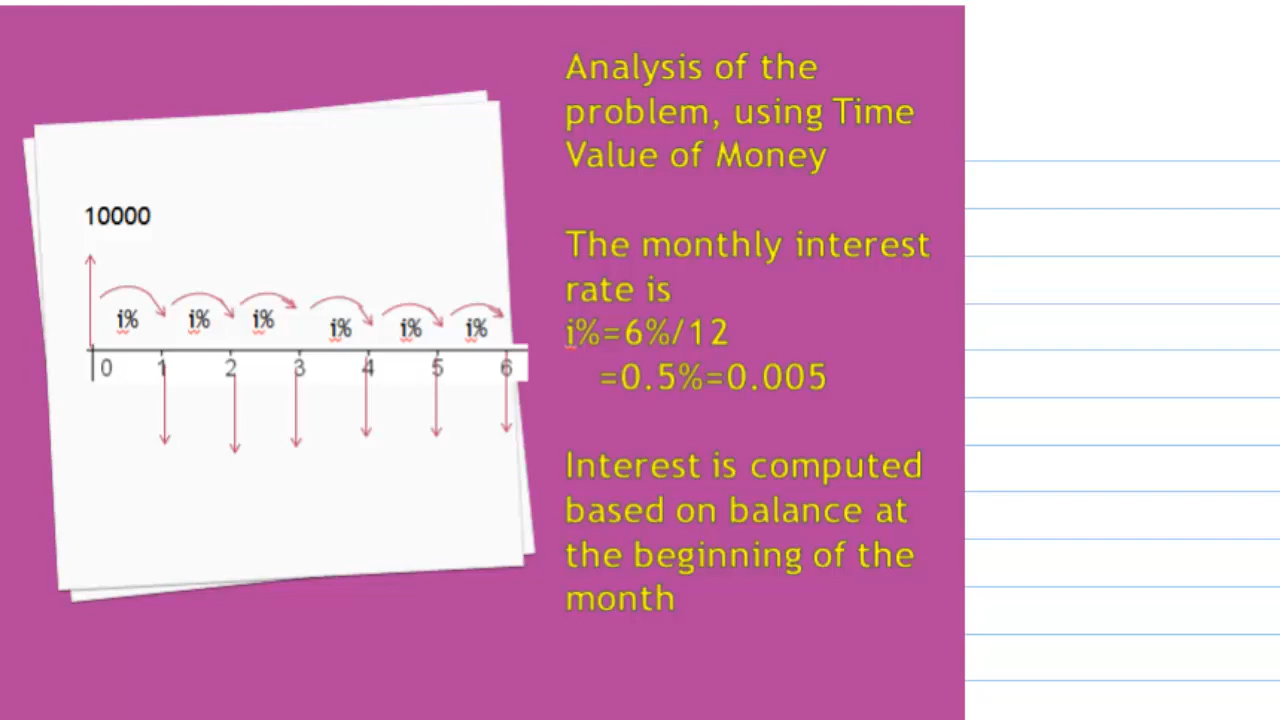 Analysis of the
problem, using Time
Value of Money
10000
The monthly interest
rate is
i%=6%/12
=0.5%=0.005
i% i% i% i% i% i%
0 1 2 3 4 5 6
Interest is computed
based on balance at
the beginning of the
month